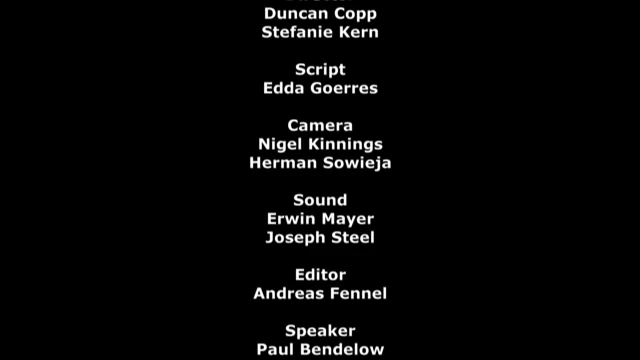 Duncan Copp
Stefanie Kern
Script
Edda Goerres
Camera
Nigel Kinnings
Herman Sowieja
Sound
Erwin Mayer
Joseph Steel
Editor
Andreas Fennel
Speaker
Paul Bendelow